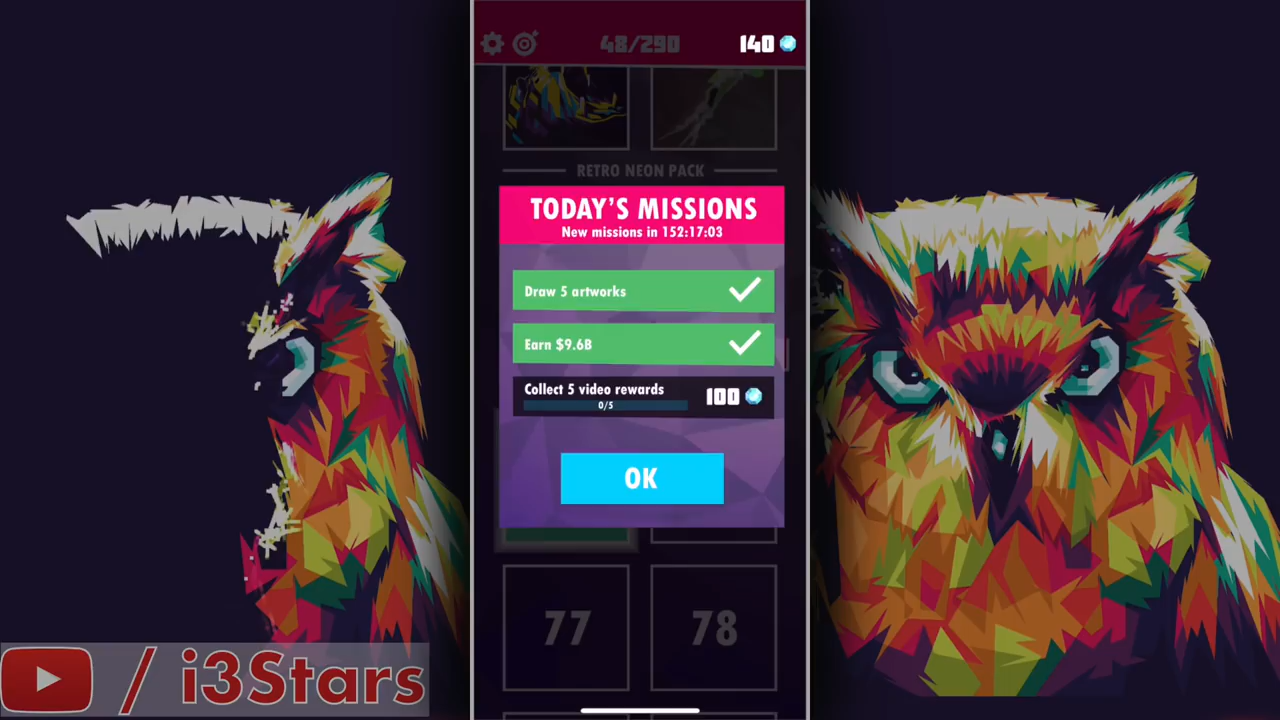 48/290
140
RETRO NEON PACK
TODAY'S MISSIONS
New missions in 152:17:03
Draw 5 artworks
Earn $9.6B
Collect 5 video rewards
0/5
100
OK
77
78
/ i3Stars